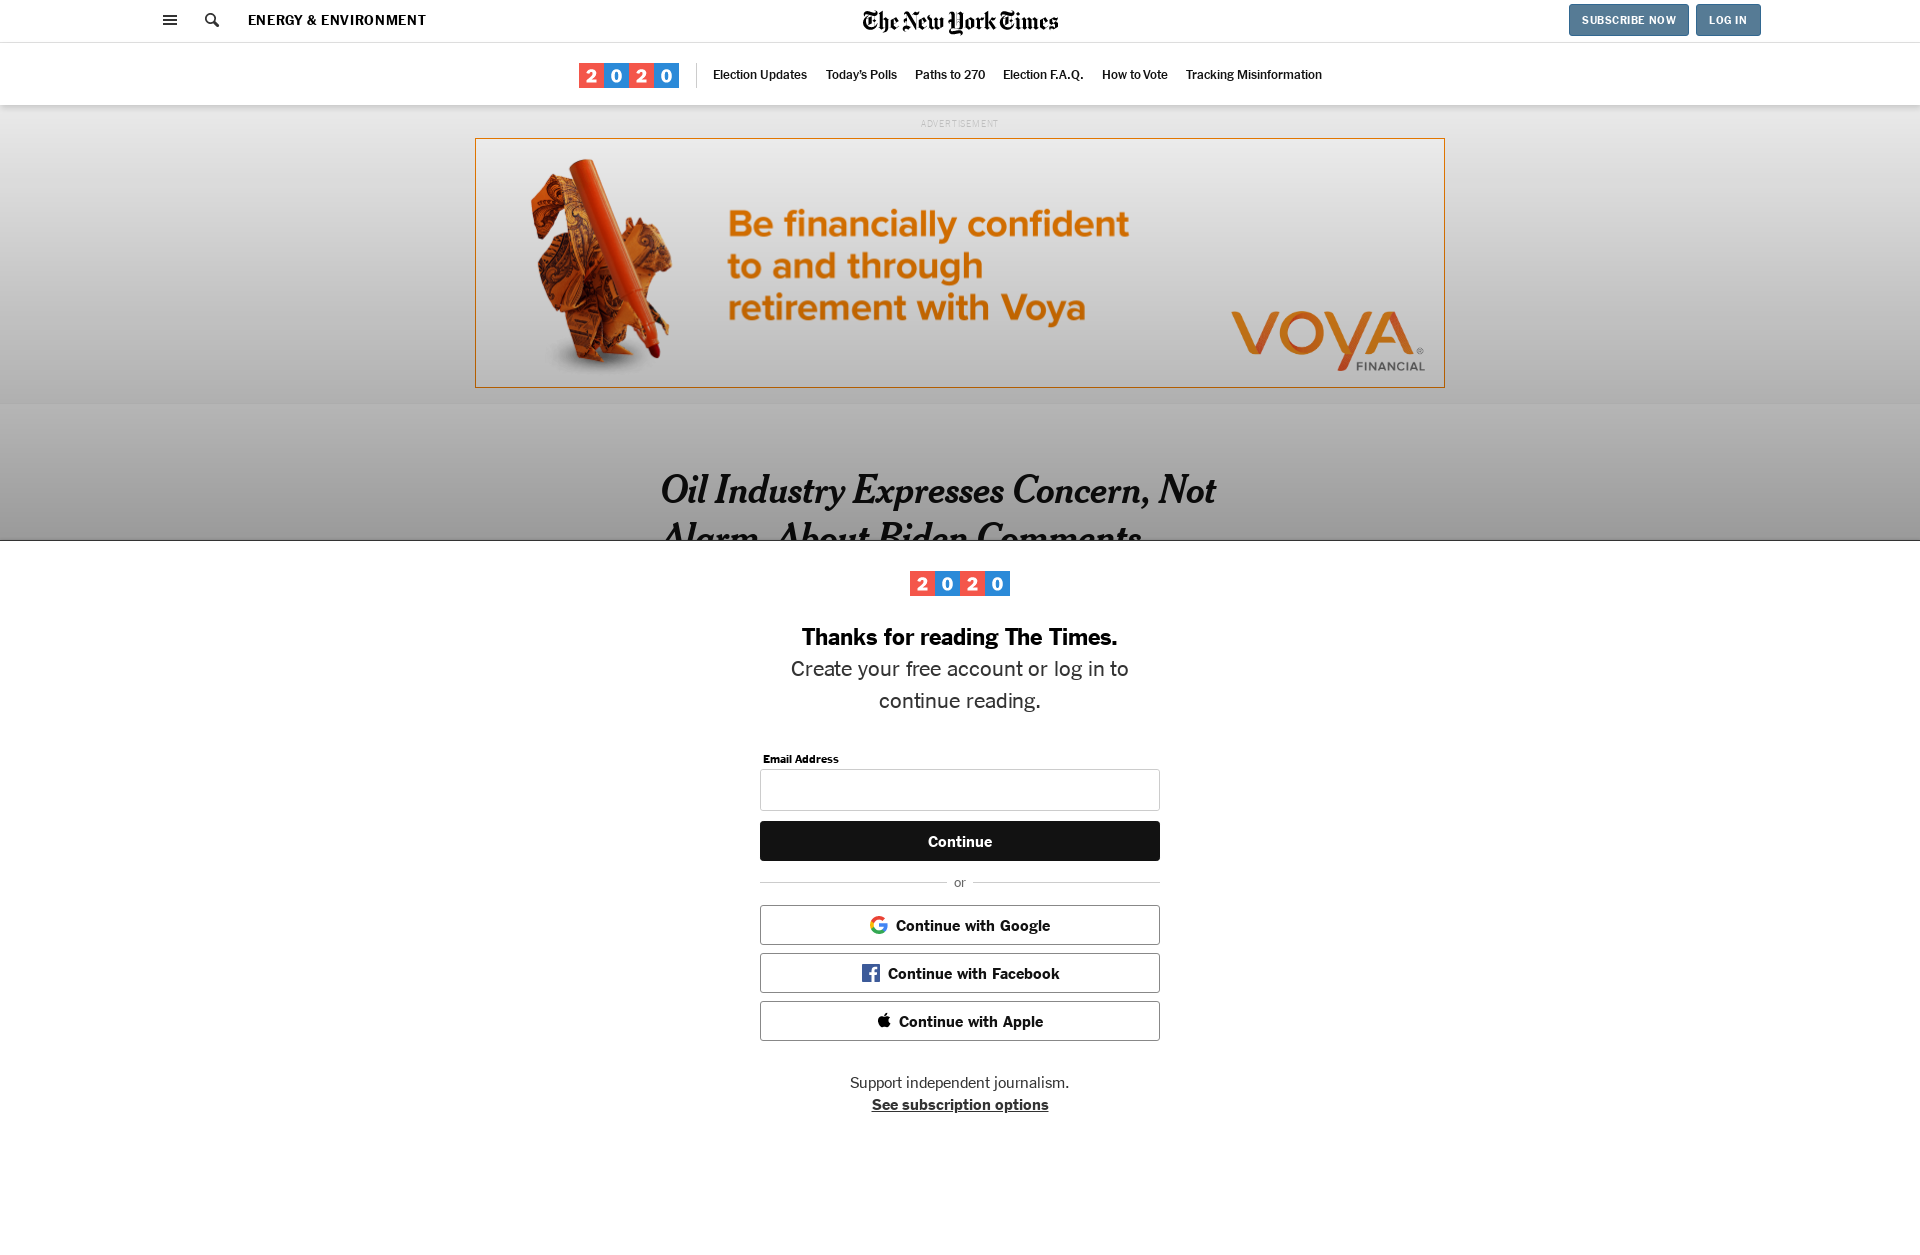 ENERGY & ENVIRONMENT
The New York Times
SUBSCRIBE NOW
LOG IN
2020
Election Updates
Today's Polls
Paths to 270
Election F.A.Q.
How to Vote
Tracking Misinformation
ADVERTISEMENT
Be financially confident
to and through
retirement with Voya
VOYA®
FINANCIAL
Oil Industry Expresses Concern, Not
Alarm, About Biden Comments
2020
Thanks for reading The Times.
Create your free account or log in to
continue reading.
Email Address
Continue
or
Continue with Google
Continue with Facebook
Continue with Apple
Support independent journalism.
See subscription options